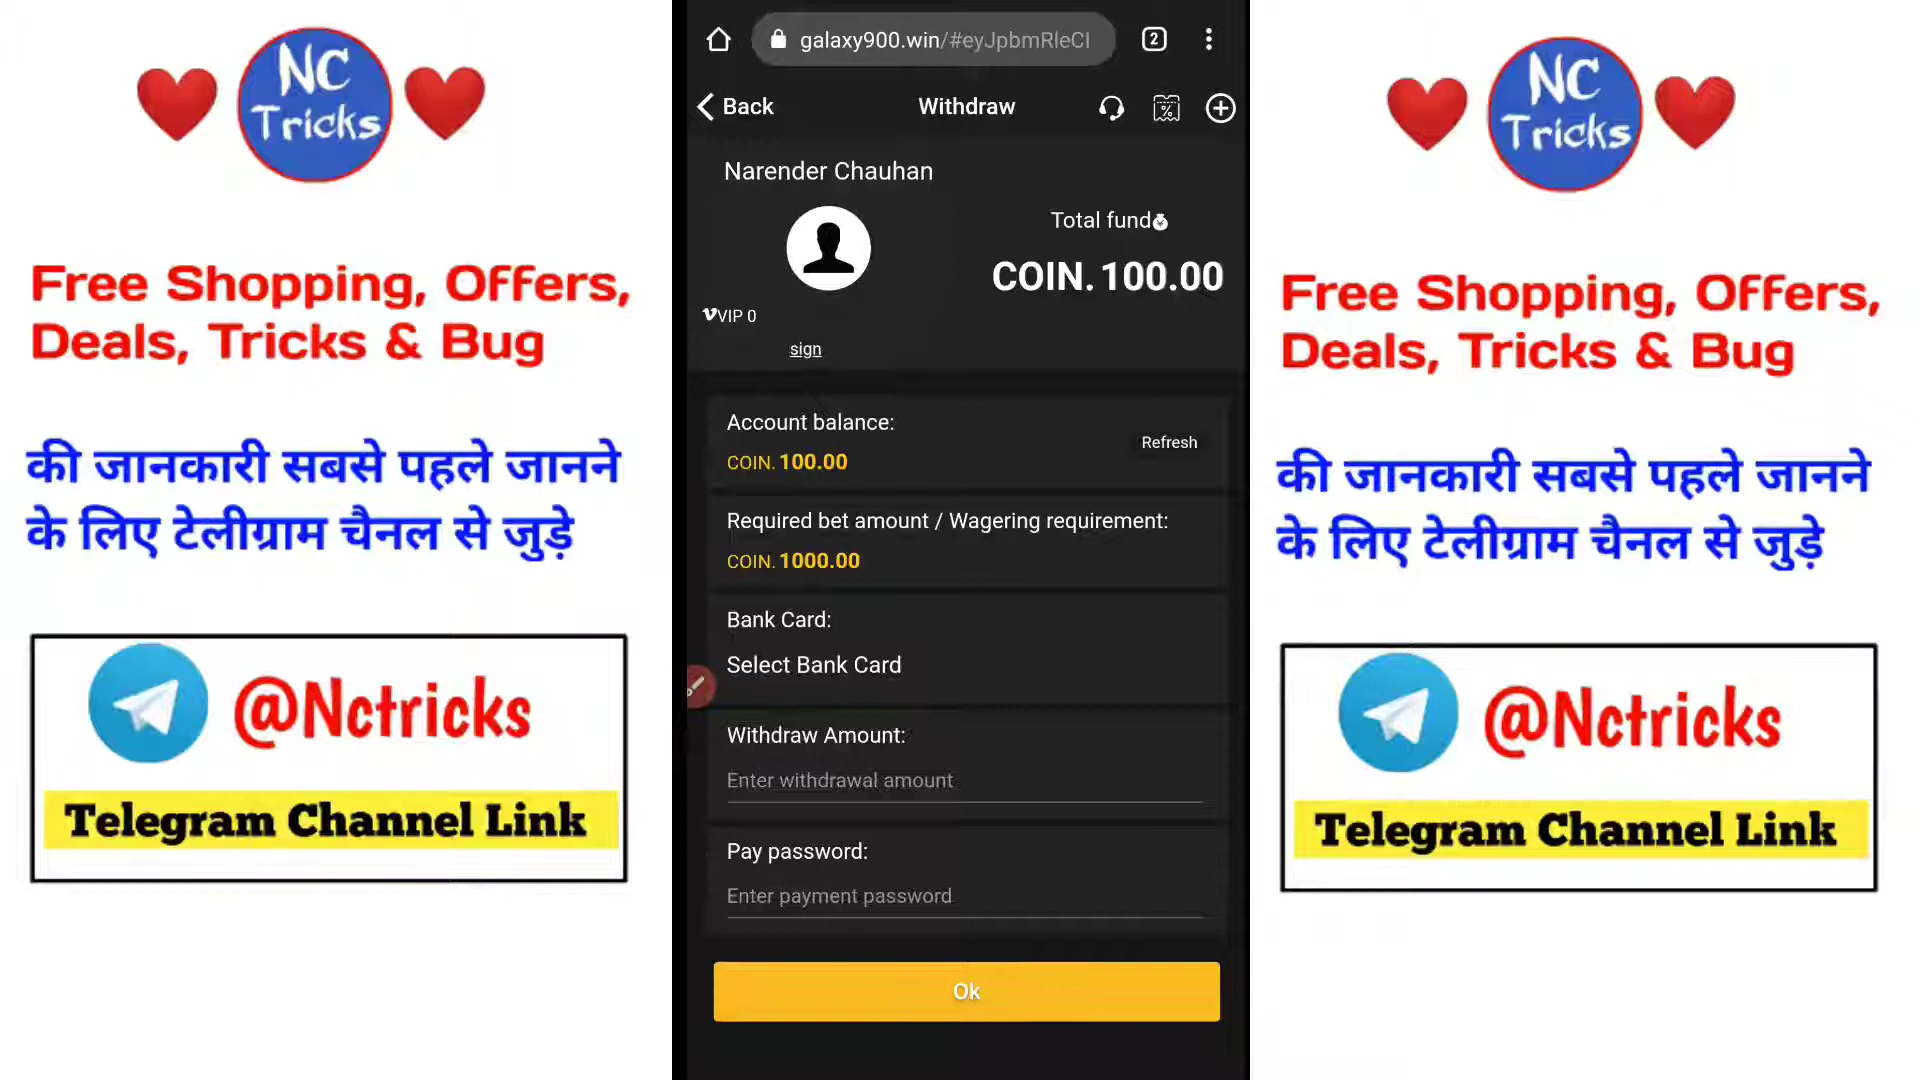 NC
Tricks
Free Shopping, Offers,
Deals, Tricks & Bug
की जानकारी सबसे पहले जानने
के लिए टेलीग्राम चैनल से जुड़े
@Nctricks
Telegram Channel Link
galaxy900.win/#eyJpbmRleCI
2
Back
Withdraw
Narender Chauhan
Total fund
COIN. 100.00
VIP 0
sign
Account balance:
COIN. 100.00
Refresh
Required bet amount / Wagering requirement:
COIN. 1000.00
Bank Card:
Select Bank Card
Withdraw Amount:
Enter withdrawal amount
Pay password:
Enter payment password
Ok
NC
Tricks
Free Shopping, Offers,
Deals, Tricks & Bug
की जानकारी सबसे पहले जानने
के लिए टेलीग्राम चैनल से जुड़े
@Nctricks
Telegram Channel Link